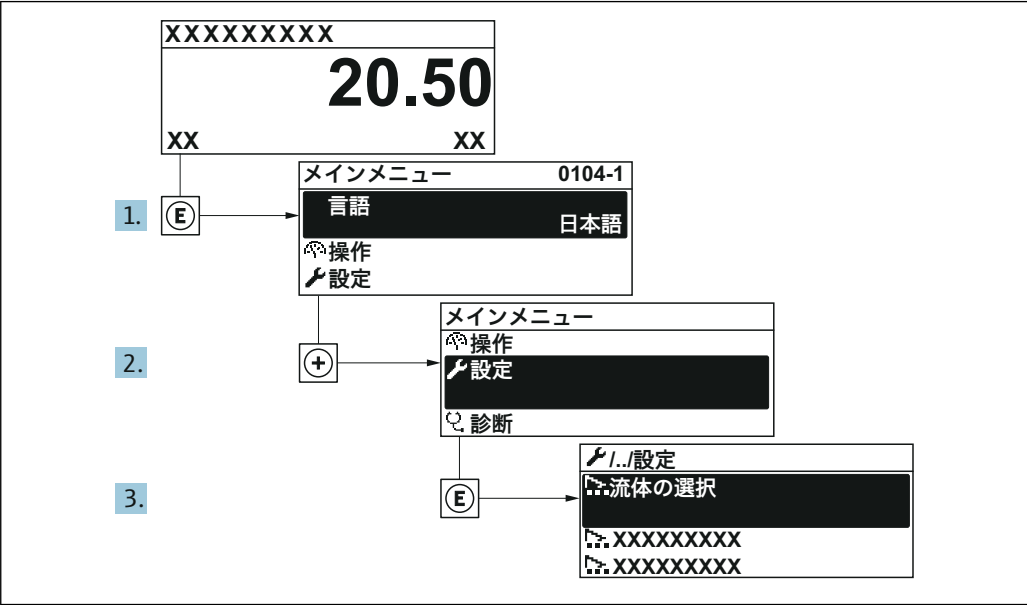 XXXXXXXXX
20.50
XX XX
メインメニュー 0104-1
1. E 言語
日本語
操作
設定
メインメニュー
2. + 操作
設定
診断
/../設定
3. E 流体の選択
XXXXXXXXX
XXXXXXXXX